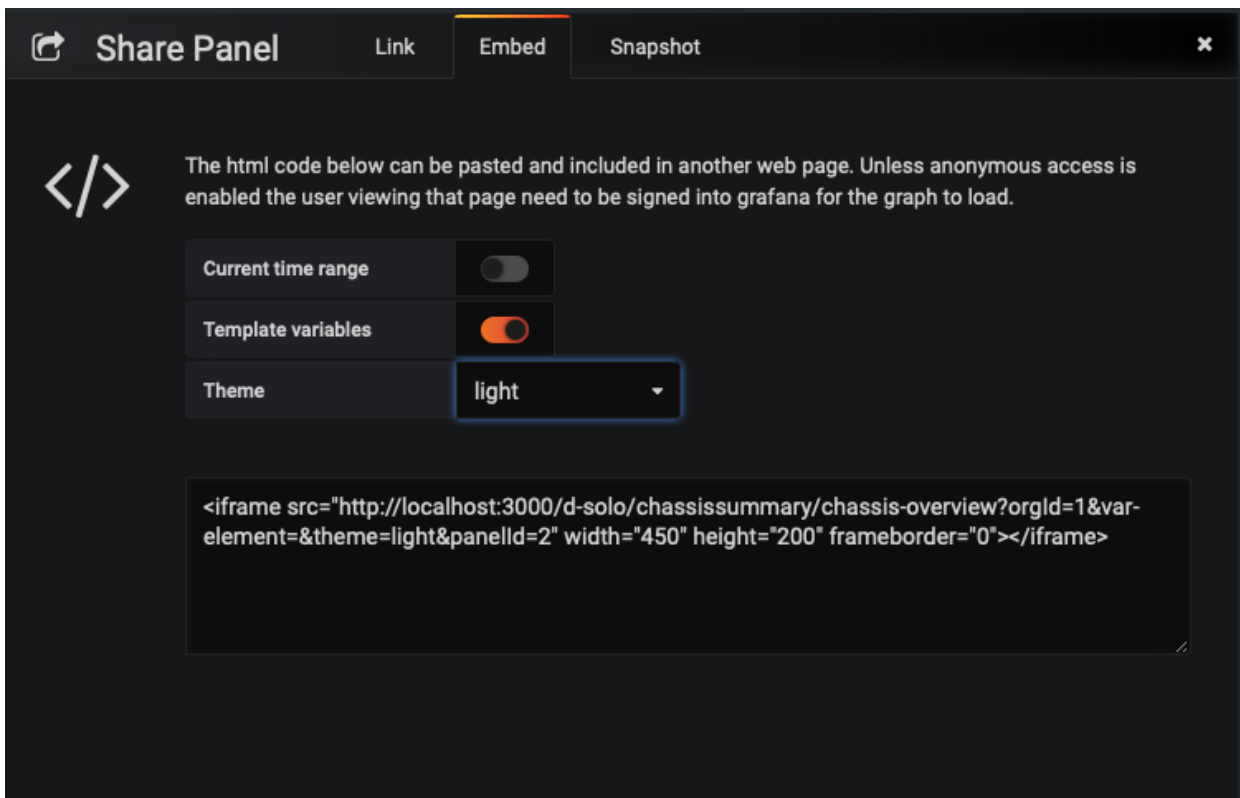 Share Panel Link Embed Snapshot
The html code below can be pasted and included in another web page. Unless anonymous access is
enabled the user viewing that page need to be signed into grafana for the graph to load.
Current time range
Template variables
Theme light
<iframe src="http://localhost:3000/d-solo/chassissummary/chassis-overview?orgId=1&var-
element=&theme=light&panelId=2" width="450" height="200" frameborder="0"></iframe>